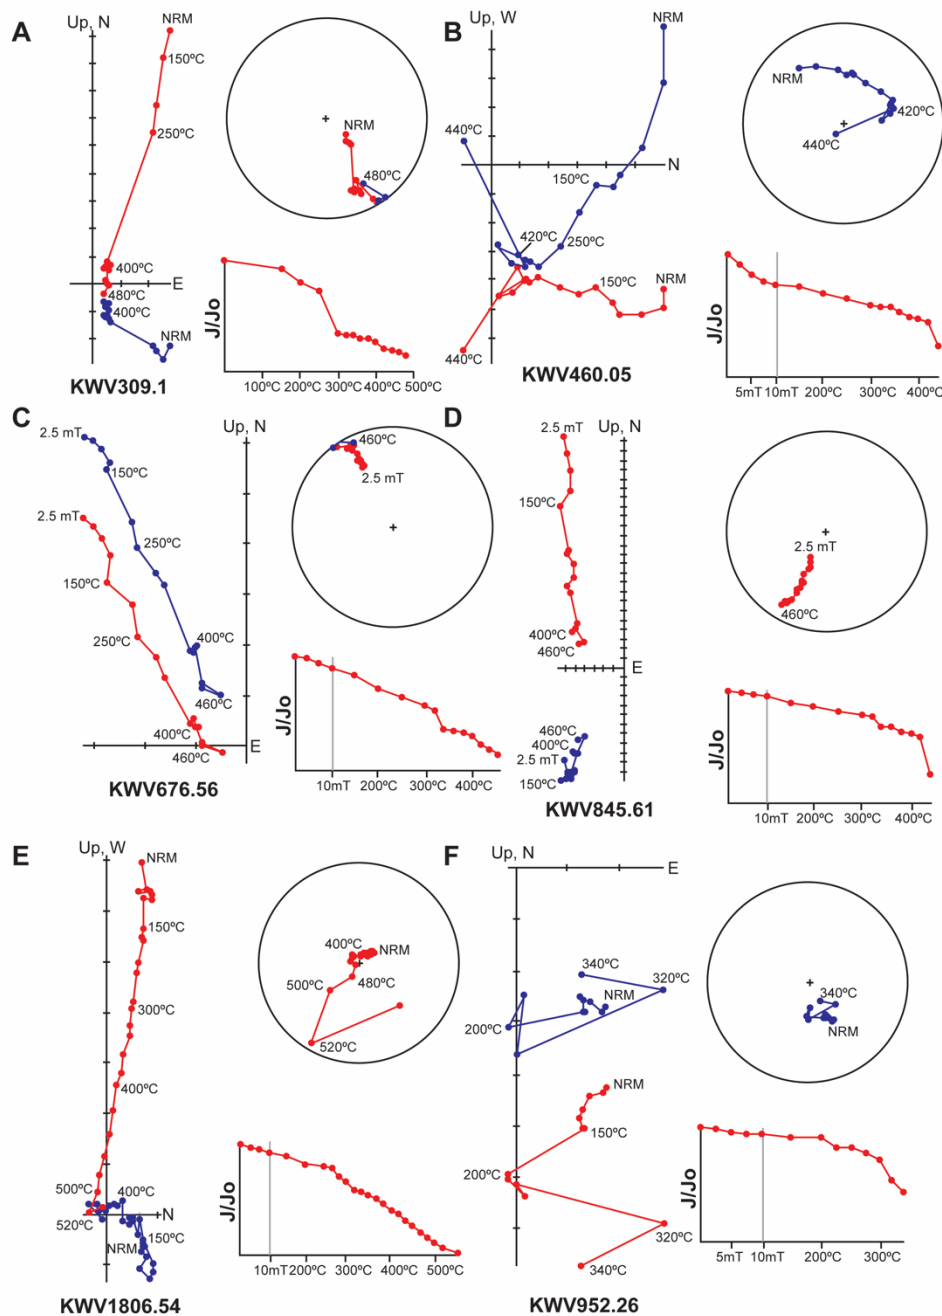 A
Up, N
NRM
150ºC
250ºC
400ºC
E
480ºC
400ºC
NRM
KWV309.1
NRM
480ºC
J/Jo
100ºC 200ºC 300ºC 400ºC 500ºC
B
Up, W
NRM
440ºC
N
150ºC
420ºC
250ºC
150ºC
NRM
440ºC
KWV460.05
NRM
420ºC
440ºC
J/Jo
5mT 10mT 200ºC 300ºC 400ºC
C
Up, N
2.5 mT
150ºC
2.5 mT
250ºC
150ºC
250ºC
400ºC
460ºC
400ºC
E
460ºC
KWV676.56
460ºC
2.5 mT
J/Jo
10mT 200ºC 300ºC 400ºC
D
Up, N
2.5 mT
150ºC
400ºC
460ºC
E
460ºC
400ºC
2.5 mT
150ºC
KWV845.61
2.5 mT
460ºC
J/Jo
10mT 200ºC 300ºC 400ºC
E
Up, W
NRM
150ºC
300ºC
400ºC
500ºC
400ºC
N
520ºC
150ºC
NRM
KWV1806.54
400ºC
NRM
500ºC
480ºC
520ºC
J/Jo
10mT 200ºC 300ºC 400ºC 500ºC
F
Up, N
E
340ºC
320ºC
NRM
200ºC
NRM
150ºC
200ºC
320ºC
340ºC
KWV952.26
340ºC
NRM
J/Jo
5mT 10mT 200ºC 300ºC